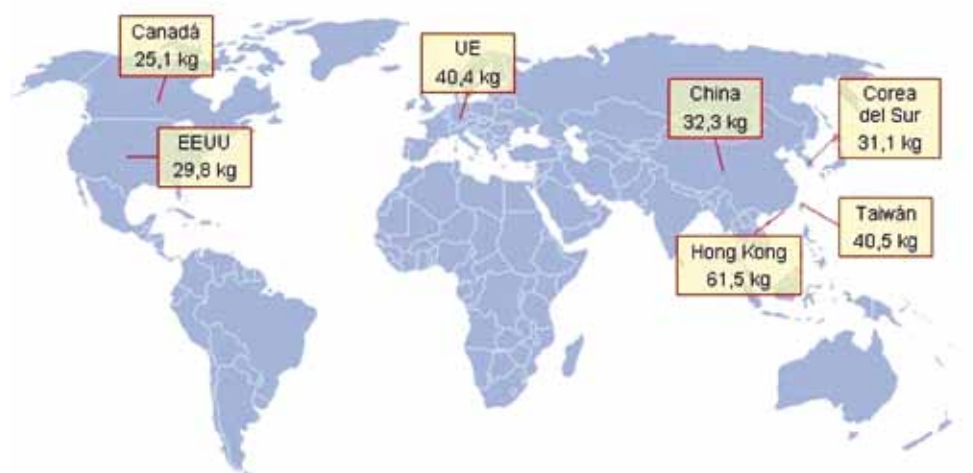 Canadá
25,1 kg
EEUU
29,8 kg
UE
40,4 kg
China
32,3 kg
Corea
del Sur
31,1 kg
Taiwán
40,5 kg
Hong Kong
61,5 kg